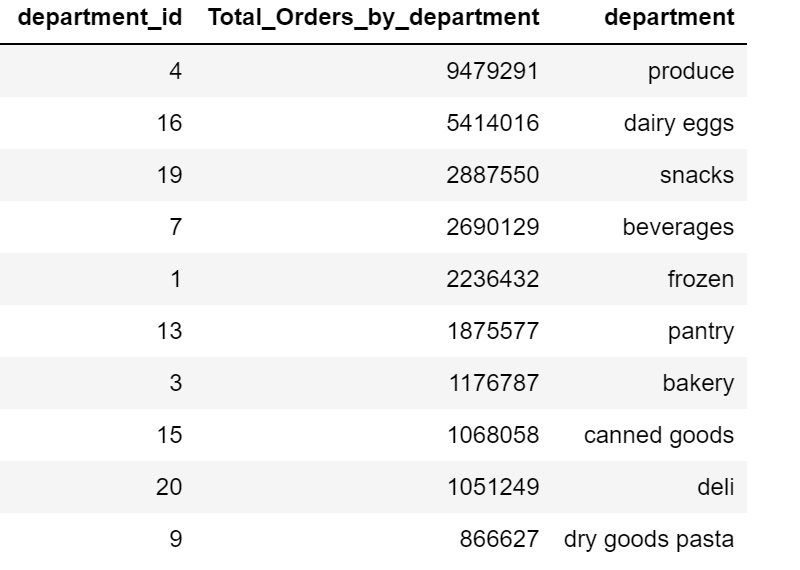 department_id Total_Orders_by_department department
4 9479291 produce
16 5414016 dairy eggs
19 2887550 snacks
7 2690129 beverages
1 2236432 frozen
13 1875577 pantry
3 1176787 bakery
15 1068058 canned goods
20 1051249 deli
9 866627 dry goods pasta